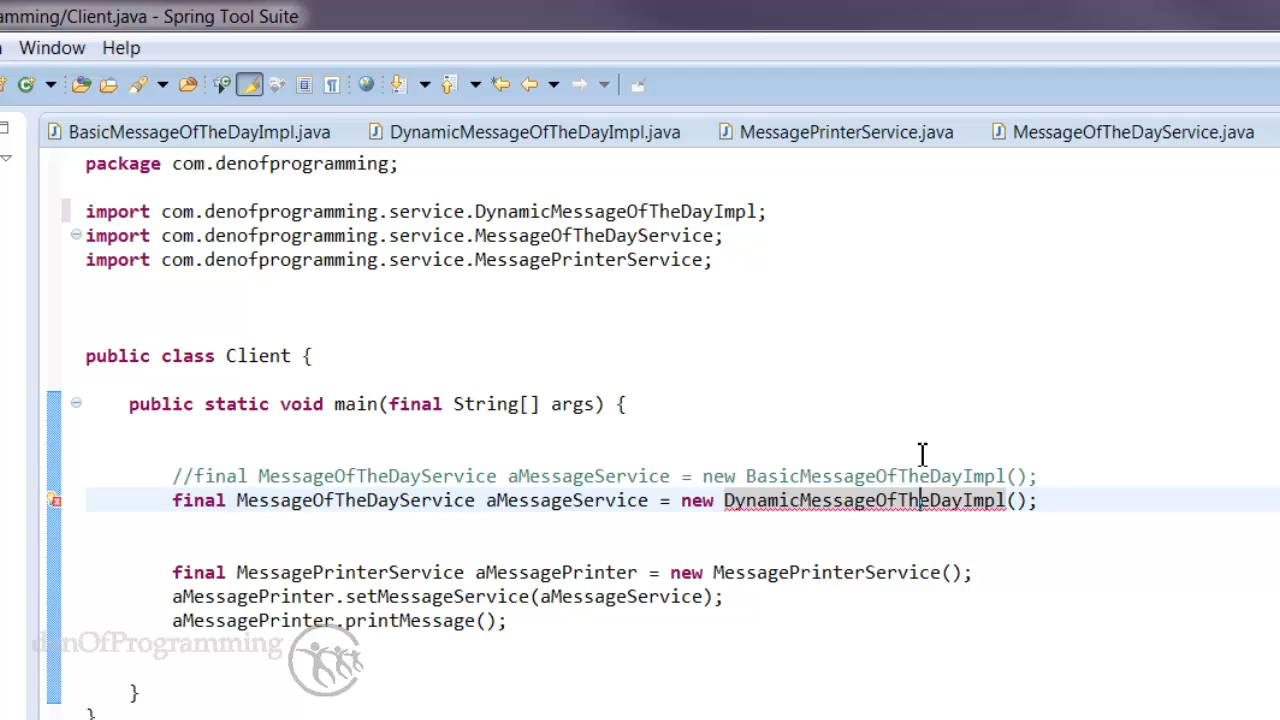 amming/Client.java - Spring Tool Suite
Window Help
BasicMessageOfTheDayImpl.java DynamicMessageOfTheDayImpl.java MessagePrinterService.java MessageOfTheDayService.java
package com.denofprogramming;
import com.denofprogramming.service.DynamicMessageOfTheDayImpl;
import com.denofprogramming.service.MessageOfTheDayService;
import com.denofprogramming.service.MessagePrinterService;
public class Client {
public static void main(final String[] args) {
//final MessageOfTheDayService aMessageService = new BasicMessageOfTheDayImpl();
final MessageOfTheDayService aMessageService = new DynamicMessageOfTheDayImpl();
final MessagePrinterService aMessagePrinter = new MessagePrinterService();
aMessagePrinter.setMessageService(aMessageService);
aMessagePrinter.printMessage();
denOfProgramming
}
}